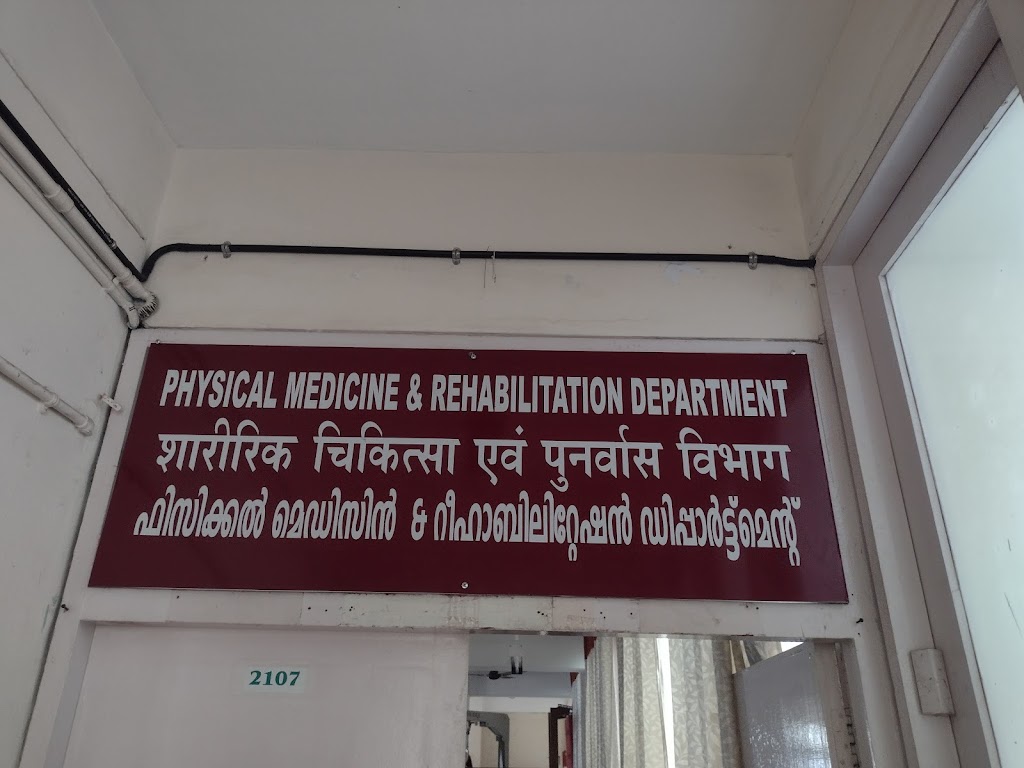 PHYSICAL MEDICINE & REHABILITATION DEPARTMENT
शारीरिक चिकित्सा एवं पुनर्वास विभाग
ഫിസിക്കൽ മെഡിസിൻ & റീഹാബിലിറ്റേഷൻ ഡിപ്പാർട്ട്മെന്റ്
2107